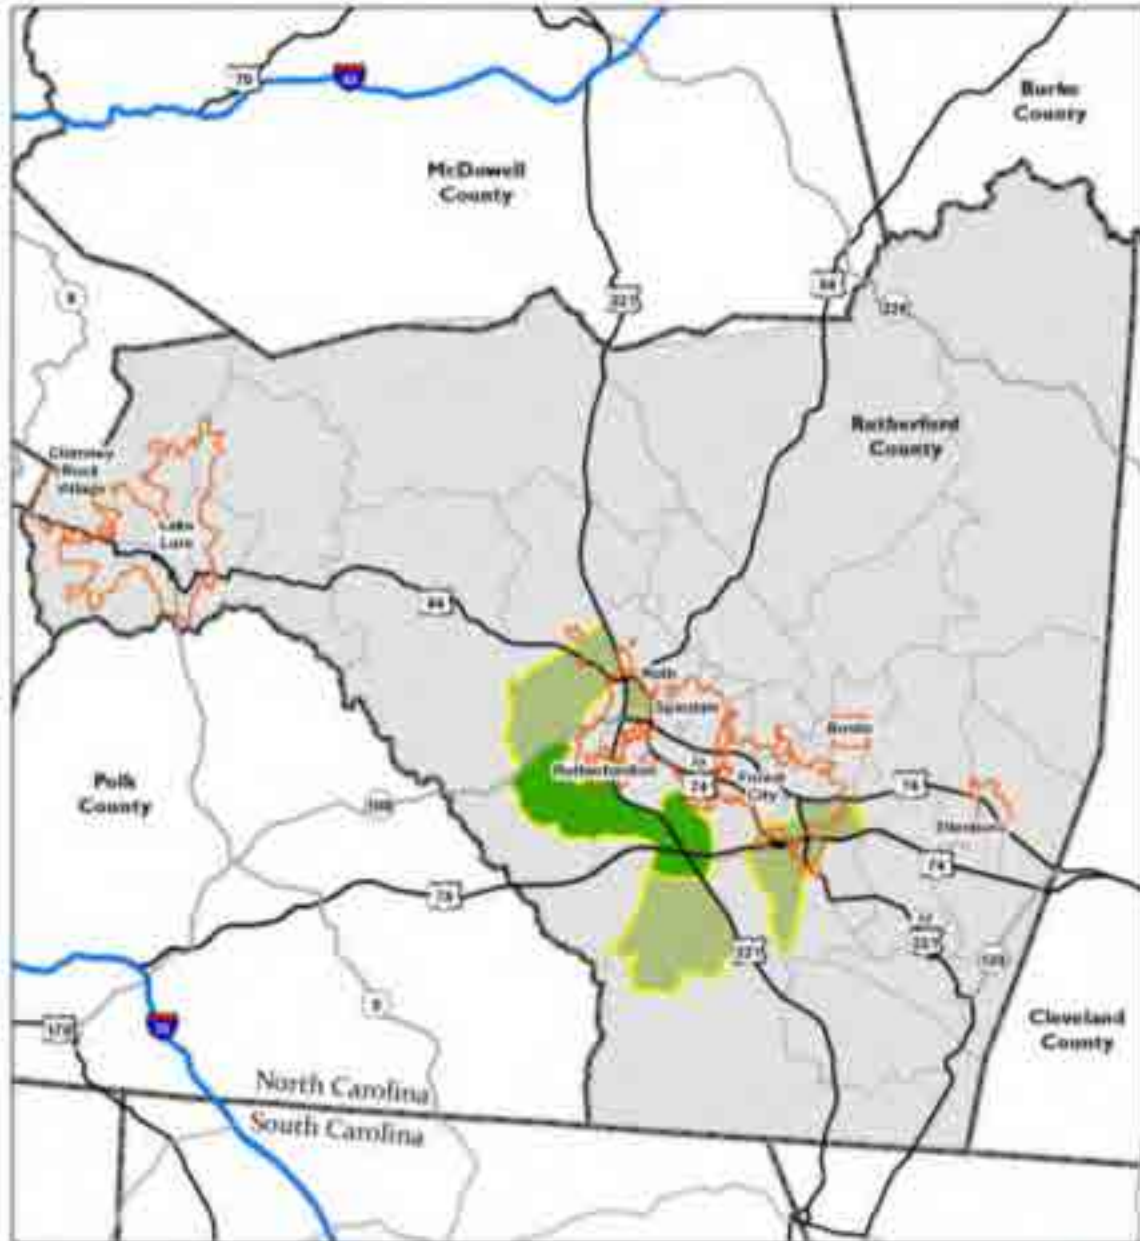 Burke
County
70
McDowell
County
9
221
64
226
Rutherford
County
Chimney
Rock
Village
Lake
Lure
64
Ruth
Spindale
Bostic
Rutherfordton
74
Forest
City
74
Polk
County
108
Ellenboro
74
74
221
221
120
9
Cleveland
County
North Carolina
South Carolina